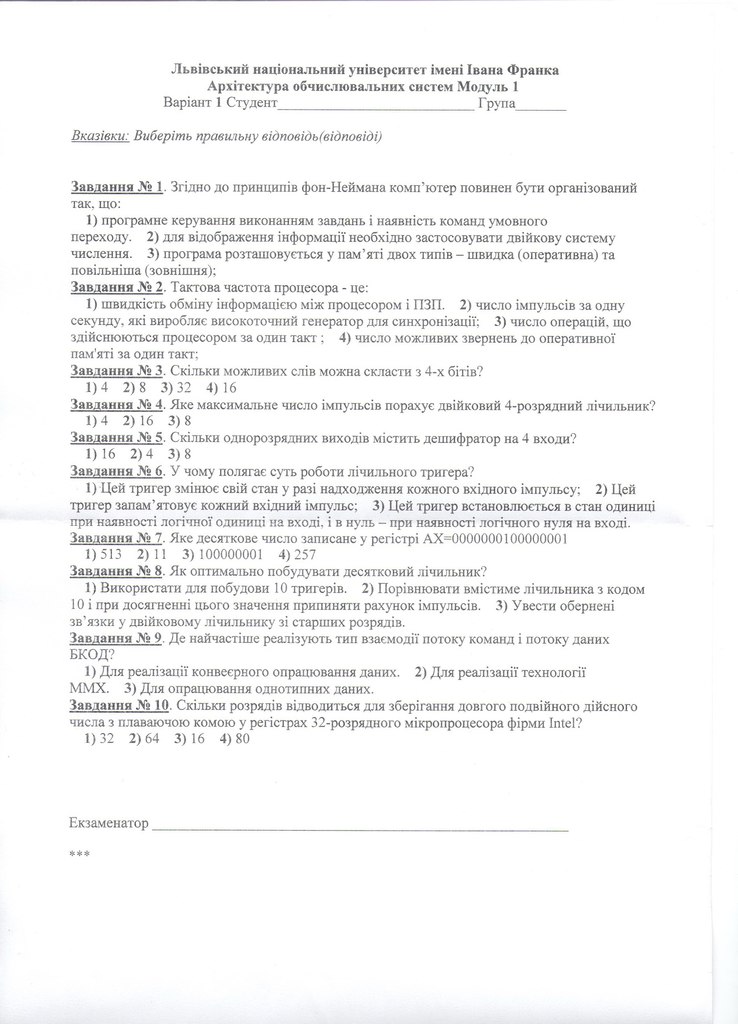 Львівський національний університет імені Івана Франка
Архітектура обчислювальних систем Модуль 1
Варіант 1 Студент___________________________ Група_______
Вказівки: Виберіть правильну відповідь(відповіді)
Завдання № 1. Згідно до принципів фон-Неймана комп’ютер повинен бути організований
так, що:
1) програмне керування виконанням завдань і наявність команд умовного
переходу. 2) для відображення інформації необхідно застосовувати двійкову систему
числення. 3) програма розташовується у пам’яті двох типів – швидка (оперативна) та
повільніша (зовнішня);
Завдання № 2. Тактова частота процесора - це:
1) швидкість обміну інформацією між процесором і ПЗП. 2) число імпульсів за одну
секунду, які виробляє високоточний генератор для синхронізації; 3) число операцій, що
здійснюються процесором за один такт ; 4) число можливих звернень до оперативної
пам'яті за один такт;
Завдання № 3. Скільки можливих слів можна скласти з 4-х бітів?
1) 4 2) 8 3) 32 4) 16
Завдання № 4. Яке максимальне число імпульсів порахує двійковий 4-розрядний лічильник?
1) 4 2) 16 3) 8
Завдання № 5. Скільки однорозрядних виходів містить дешифратор на 4 входи?
1) 16 2) 4 3) 8
Завдання № 6. У чому полягає суть роботи лічильного тригера?
1) Цей тригер змінює свій стан у разі надходження кожного вхідного імпульсу; 2) Цей
тригер запам’ятовує кожний вхідний імпульс; 3) Цей тригер встановлюється в стан одиниці
при наявності логічної одиниці на вході, і в нуль – при наявності логічного нуля на вході.
Завдання № 7. Яке десяткове число записане у регістрі AX=0000000100000001
1) 513 2) 11 3) 100000001 4) 257
Завдання № 8. Як оптимально побудувати десятковий лічильник?
1) Використати для побудови 10 тригерів. 2) Порівнювати вмістиме лічильника з кодом
10 і при досягненні цього значення припиняти рахунок імпульсів. 3) Увести обернені
зв’язки у двійковому лічильнику зі старших розрядів.
Завдання № 9. Де найчастіше реалізують тип взаємодії потоку команд і потоку даних
БКОД?
1) Для реалізації конвеєрного опрацювання даних. 2) Для реалізації технології
MMX. 3) Для опрацювання однотипних даних.
Завдання № 10. Скільки розрядів відводиться для зберігання довгого подвійного дійсного
числа з плаваючою комою у регістрах 32-розрядного мікропроцесора фірми Intel?
1) 32 2) 64 3) 16 4) 80
Екзаменатор _________________________________________________________
***